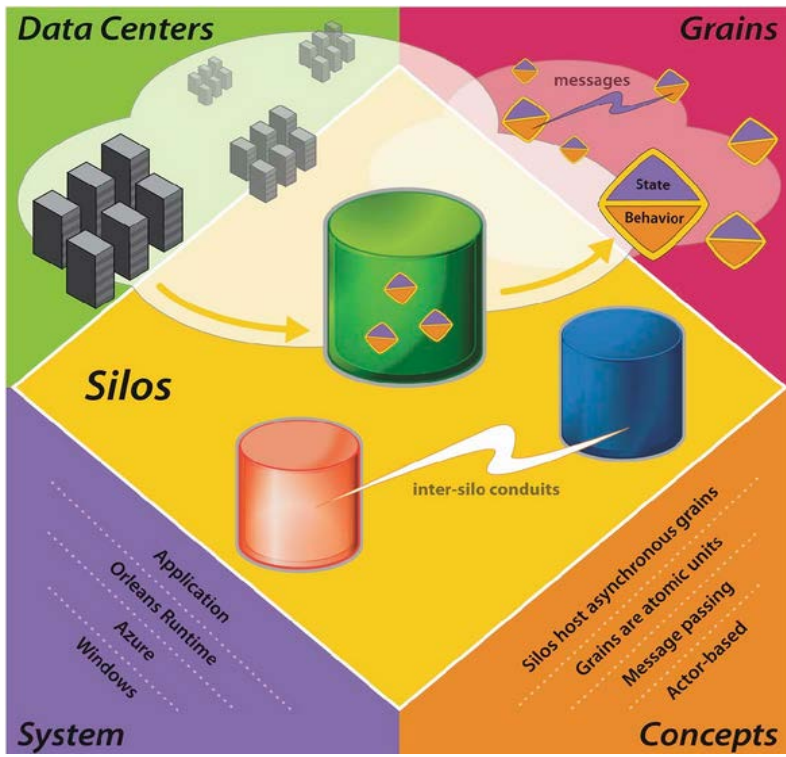 Data Centers
Grains
messages
State
Behavior
Silos
inter-silo conduits
Application
Orleans Runtime
Azure
Windows
System
Silos host asynchronous grains
Grains are atomic units
Message passing
Actor-based
Concepts